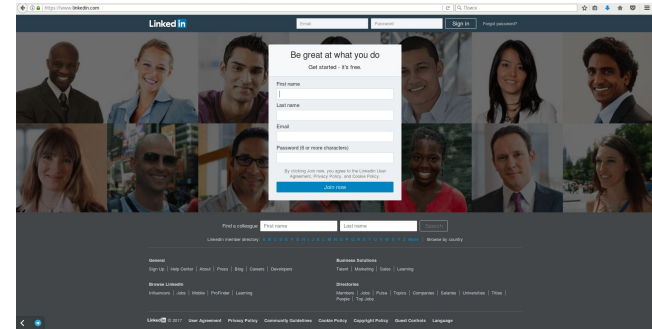 https://www.linkedin.com
Поиск
Linked in
Email
Password
Sign in
Forgot password?
Be great at what you do
Get started - it's free.
First name
Last name
Email
Password (6 or more characters)
By clicking Join now, you agree to the LinkedIn User
Agreement, Privacy Policy, and Cookie Policy.
Join now
Find a colleague
First name
Last name
Search
LinkedIn member directory: A B C D E F G H I J K L M N O P Q R S T U V W X Y Z More | Browse by country
General
Sign Up | Help Center | About | Press | Blog | Careers | Developers
Business Solutions
Talent | Marketing | Sales | Learning
Browse LinkedIn
Influencers | Jobs | Mobile | ProFinder | Learning
Directories
Members | Jobs | Pulse | Topics | Companies | Salaries | Universities | Titles |
People | Top Jobs
LinkedIn © 2017 User Agreement Privacy Policy Community Guidelines Cookie Policy Copyright Policy Guest Controls Language